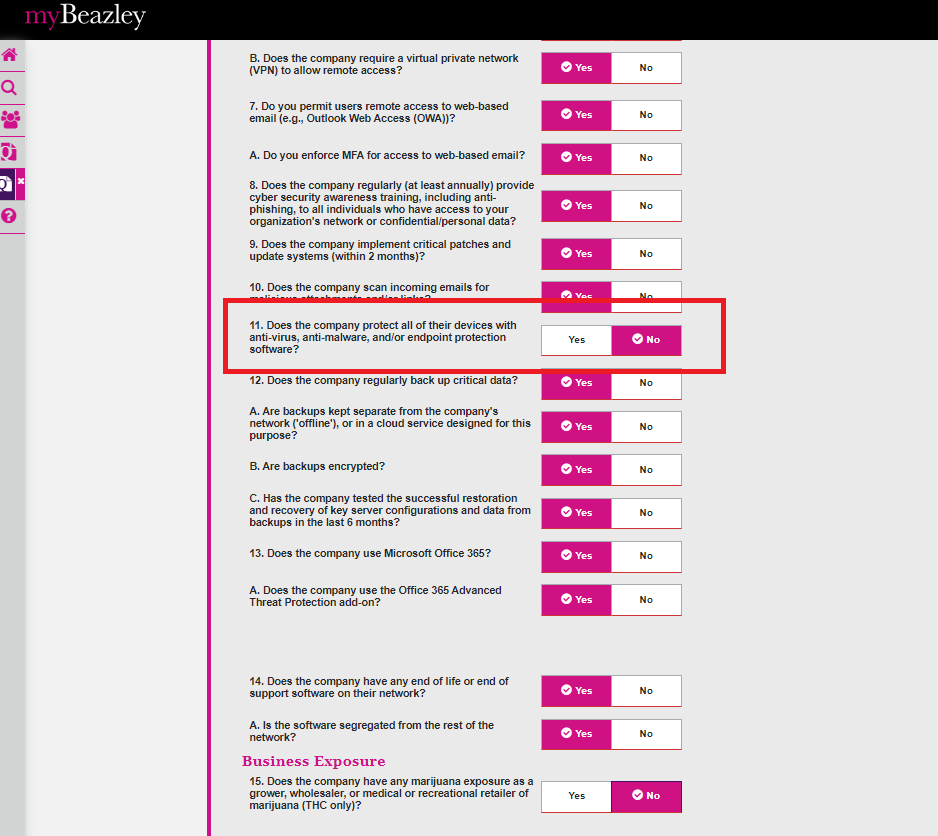 myBeazley
B. Does the company require a virtual private network
(VPN) to allow remote access?
Yes No
7. Do you permit users remote access to web-based
email (e.g., Outlook Web Access (OWA))?
Yes No
A. Do you enforce MFA for access to web-based email?
Yes No
8. Does the company regularly (at least annually) provide
cyber security awareness training, including anti-
phishing, to all individuals who have access to your
organization's network or confidential/personal data?
Yes No
9. Does the company implement critical patches and
update systems (within 2 months)?
Yes No
10. Does the company scan incoming emails for
malicious attachments and/or links?
Yes No
11. Does the company protect all of their devices with
anti-virus, anti-malware, and/or endpoint protection
software?
Yes No
12. Does the company regularly back up critical data?
Yes No
A. Are backups kept separate from the company's
network ('offline'), or in a cloud service designed for this
purpose?
Yes No
B. Are backups encrypted?
Yes No
C. Has the company tested the successful restoration
and recovery of key server configurations and data from
backups in the last 6 months?
Yes No
13. Does the company use Microsoft Office 365?
Yes No
A. Does the company use the Office 365 Advanced
Threat Protection add-on?
Yes No
14. Does the company have any end of life or end of
support software on their network?
Yes No
A. Is the software segregated from the rest of the
network?
Yes No
Business Exposure
15. Does the company have any marijuana exposure as a
grower, wholesaler, or medical or recreational retailer of
marijuana (THC only)?
Yes No